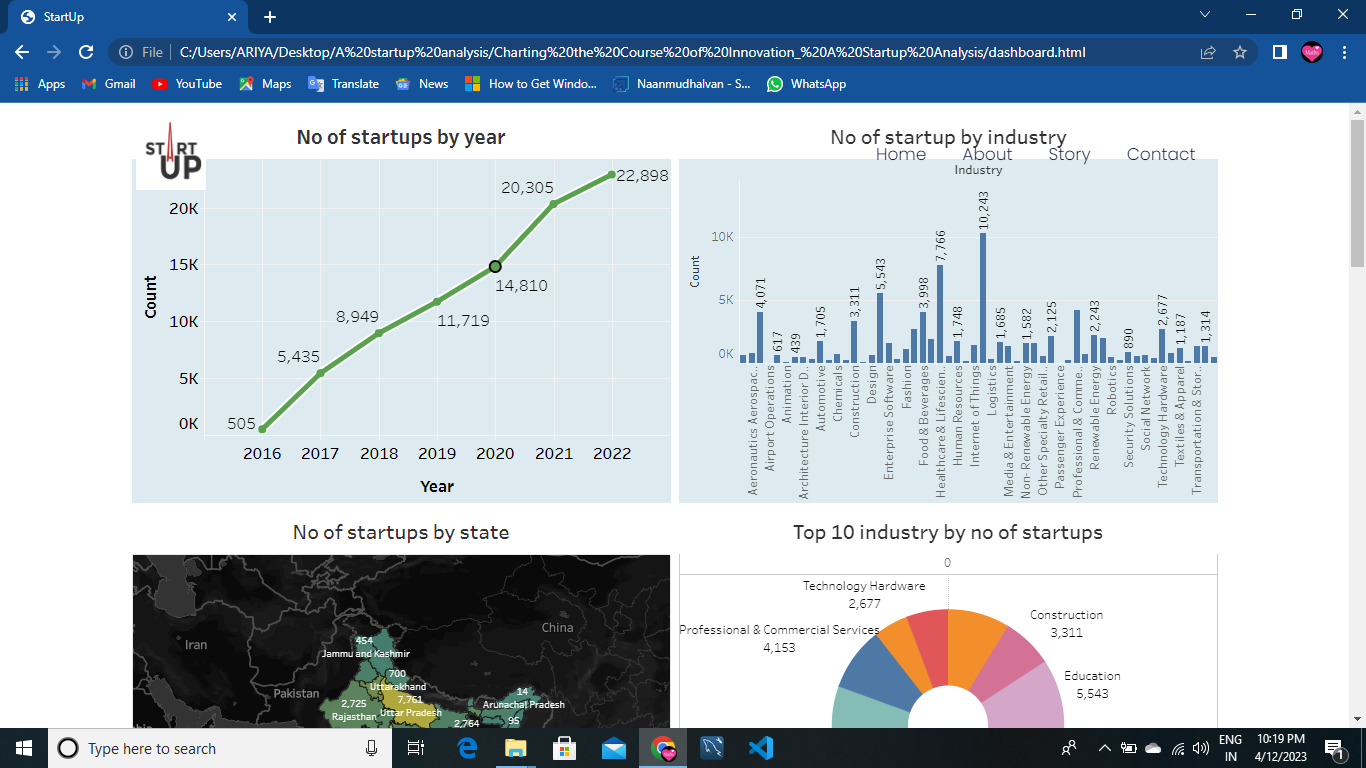 StartUp
File
C:/Users/ARIYA/Desktop/A%20startup%20analysis/Charting%20the%20Course%20of%20Innovation_%20A%20Startup%20Analysis/dashboard.html
Apps
Gmail
YouTube
Maps
Translate
News
How to Get Windo...
Naanmudhalvan - S...
WhatsApp
START
UP
Home
About
Story
Contact
No of startups by year
Count
20K
15K
10K
5K
0K
505
5,435
8,949
11,719
14,810
20,305
22,898
2016
2017
2018
2019
2020
2021
2022
Year
No of startup by industry
Industry
Count
10K
5K
0K
4,071
617
439
1,705
3,311
5,543
3,998
7,766
1,748
10,243
1,685
1,582
2,125
2,243
890
2,677
1,187
1,314
Aeronautics Aerospac..
Airport Operations
Animation
Architecture Interior D..
Automotive
Chemicals
Construction
Design
Enterprise Software
Fashion
Food & Beverages
Healthcare & Lifescien..
Human Resources
Internet of Things
Logistics
Media & Entertainment
Non- Renewable Energy
Other Specialty Retail ..
Passenger Experience
Professional & Comme..
Renewable Energy
Robotics
Security Solutions
Social Network
Technology Hardware
Textiles & Apparel
Transportation & Stor..
No of startups by state
Iran
Pakistan
China
454
Jammu and Kashmir
700
Uttarakhand
7,761
Uttar Pradesh
2,725
Rajasthan
14
Arunachal Pradesh
95
2,764
Top 10 industry by no of startups
0
Technology Hardware
2,677
Professional & Commercial Services
4,153
Construction
3,311
Education
5,543
Type here to search
ENG
IN
10:19 PM
4/12/2023
1